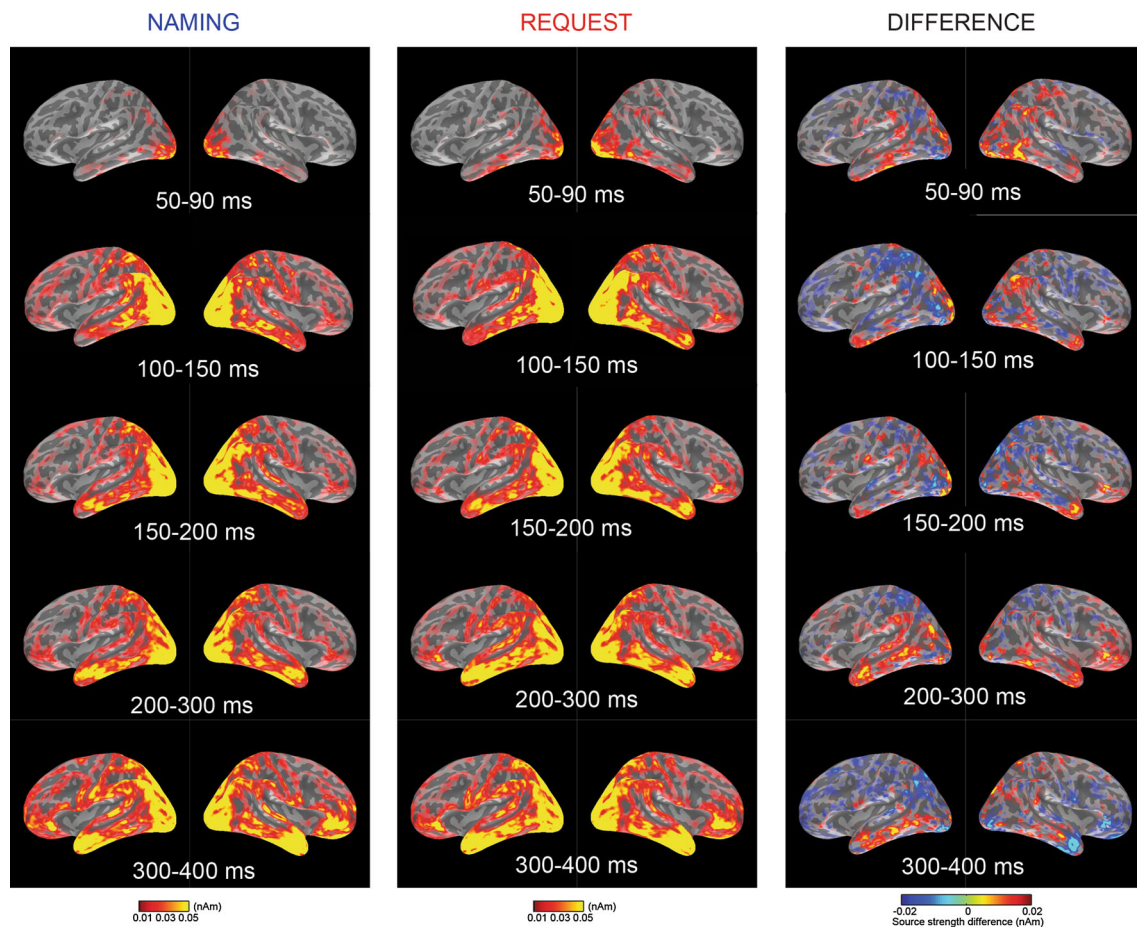 NAMING
REQUEST
DIFFERENCE
50-90 ms
50-90 ms
50-90 ms
100-150 ms
100-150 ms
100-150 ms
150-200 ms
150-200 ms
150-200 ms
200-300 ms
200-300 ms
200-300 ms
300-400 ms
300-400 ms
300-400 ms
(nAm)
0.01 0.03 0.05
(nAm)
0.01 0.03 0.05
-0.02 0 0.02
Source strength difference (nAm)